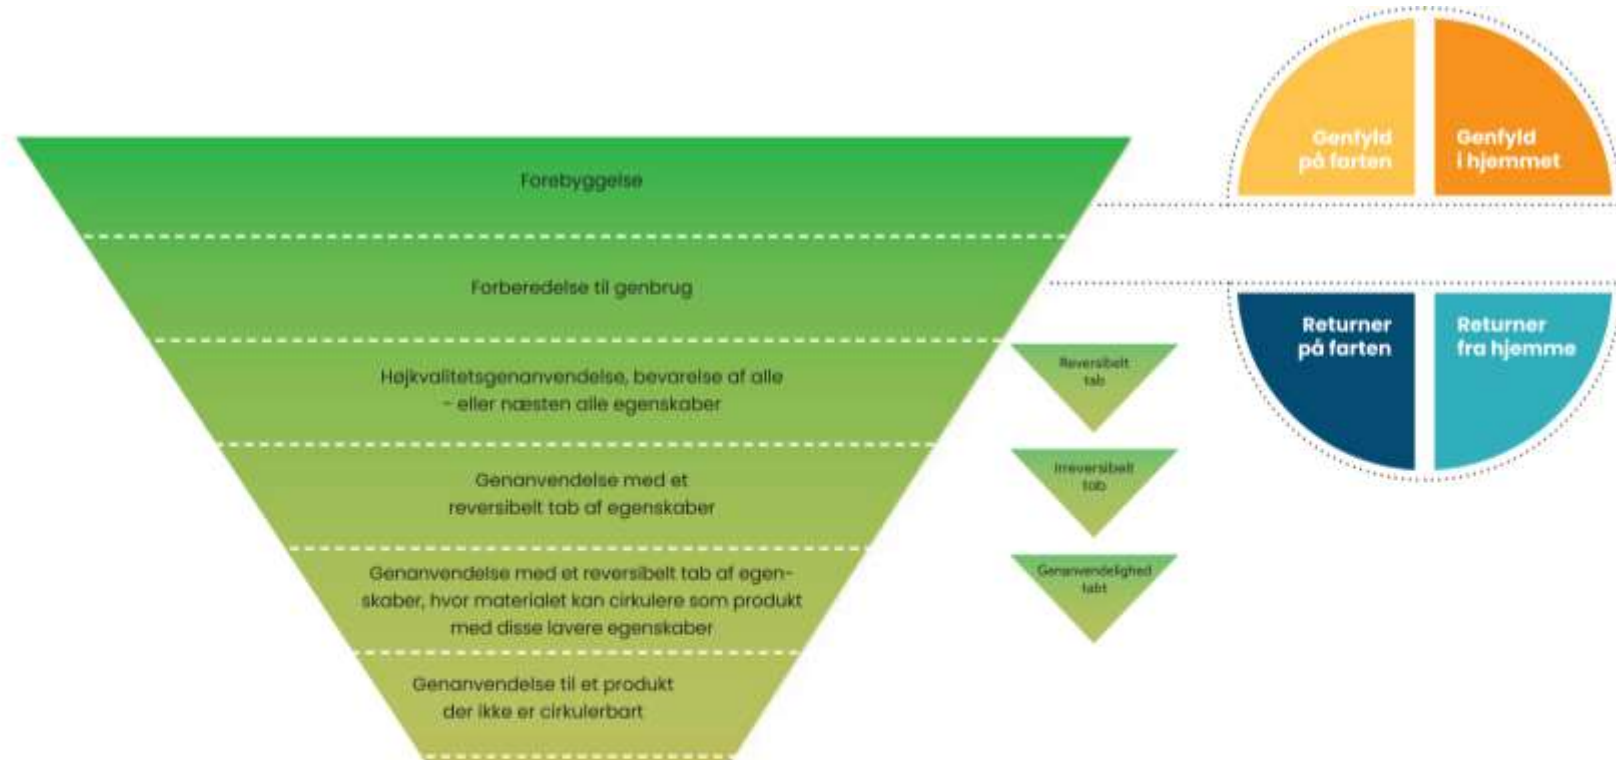 Forebyggelse
Forberedelse til genbrug
Højkvalitetsgenanvendelse, bevarelse af alle
- eller næsten alle egenskaber
Genanvendelse med et
reversibelt tab af egenskaber
Genanvendelse med et reversibelt tab af egen-
skaber, hvor materialet kan cirkulere som produkt
med disse lavere egenskaber
Genanvendelse til et produkt
der ikke er cirkulerbart
Reversibelt
tab
Irreversibelt
tab
Genanvendelighed
tabt
Genfyld
på farten
Genfyld
i hjemmet
Returner
på farten
Returner
fra hjemme